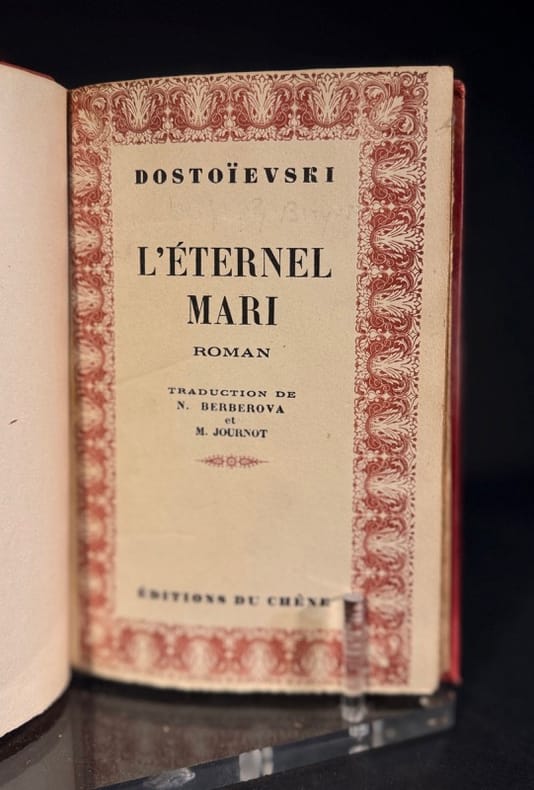 DOSTOÏEVSKI
L'ÉTERNEL
MARI
ROMAN
TRADUCTION DE
N. BERBEROVA
et
M. JOURNOT
ÉDITIONS DU CHÊNE